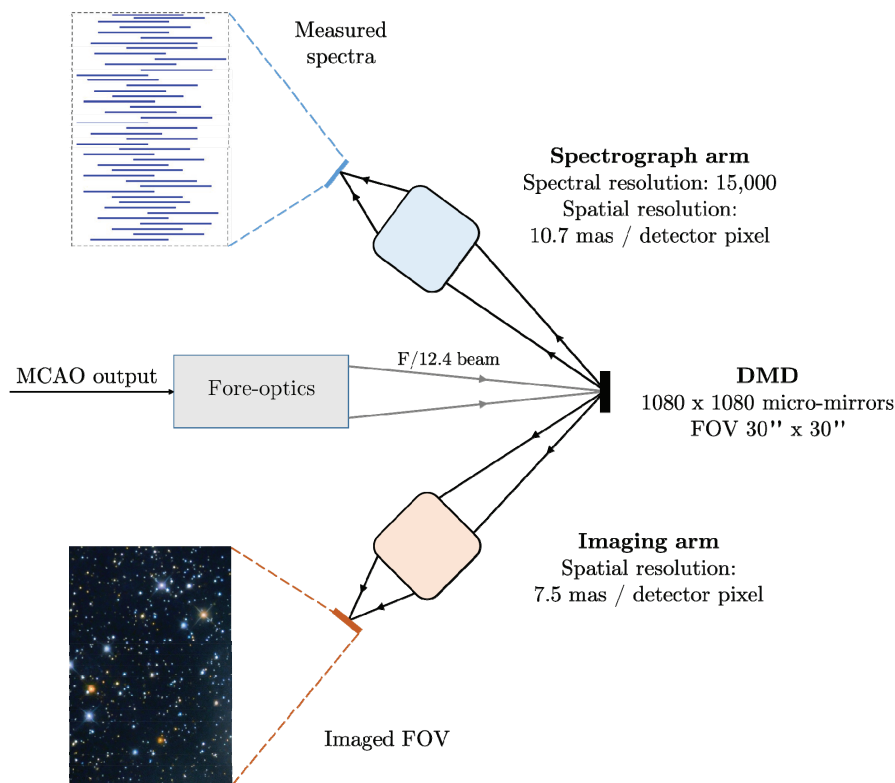 Measured
spectra
Spectrograph arm
Spectral resolution: 15,000
Spatial resolution:
10.7 mas / detector pixel
MCAO output
Fore-optics
F/12.4 beam
DMD
1080 x 1080 micro-mirrors
FOV 30" x 30"
Imaging arm
Spatial resolution:
7.5 mas / detector pixel
Imaged FOV